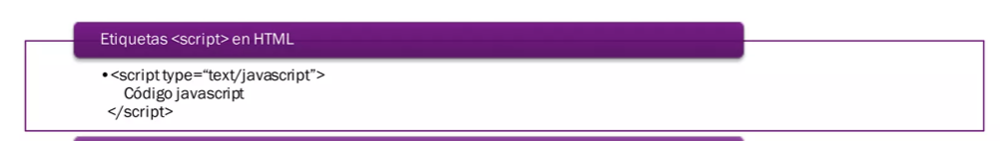 Etiquetas <script> en HTML
•<script type=“text/javascript”>
Código javascript
</script>